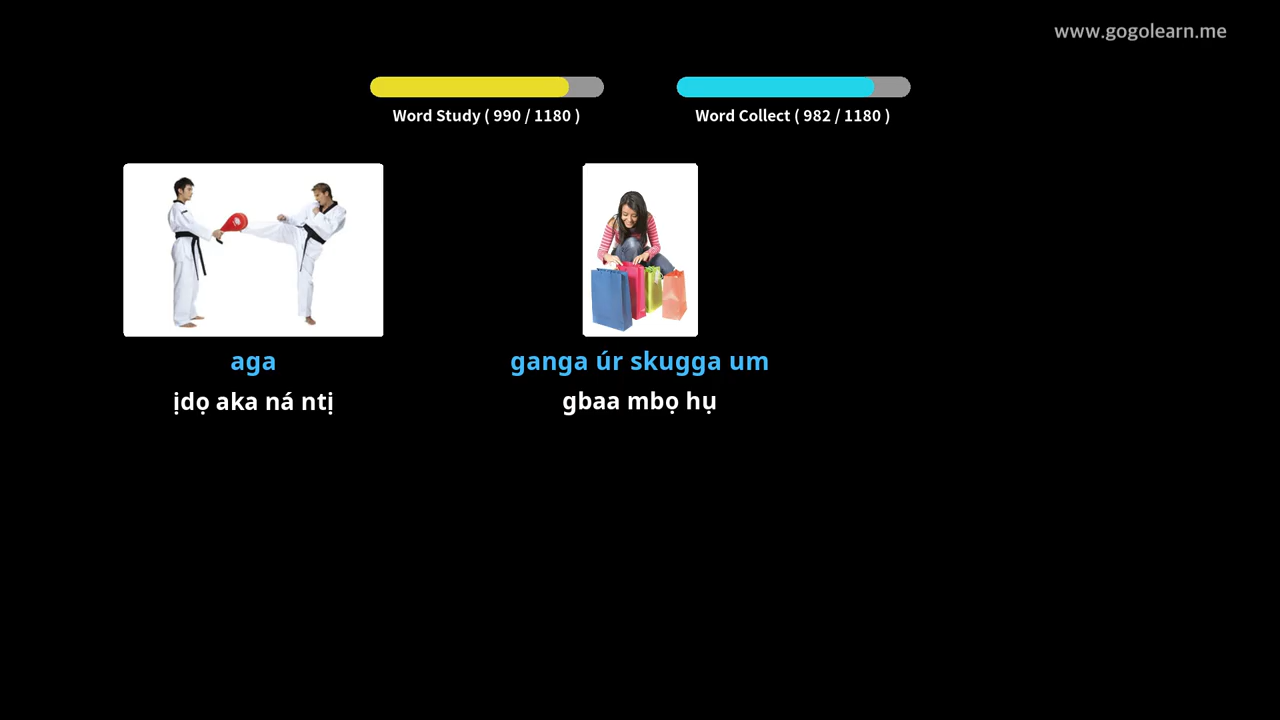 www.gogolearn.me
Word Study ( 990 / 1180 )
Word Collect ( 982 / 1180 )
aga
ganga úr skugga um
ịdọ aka ná ntị
gbaa mbọ hụ